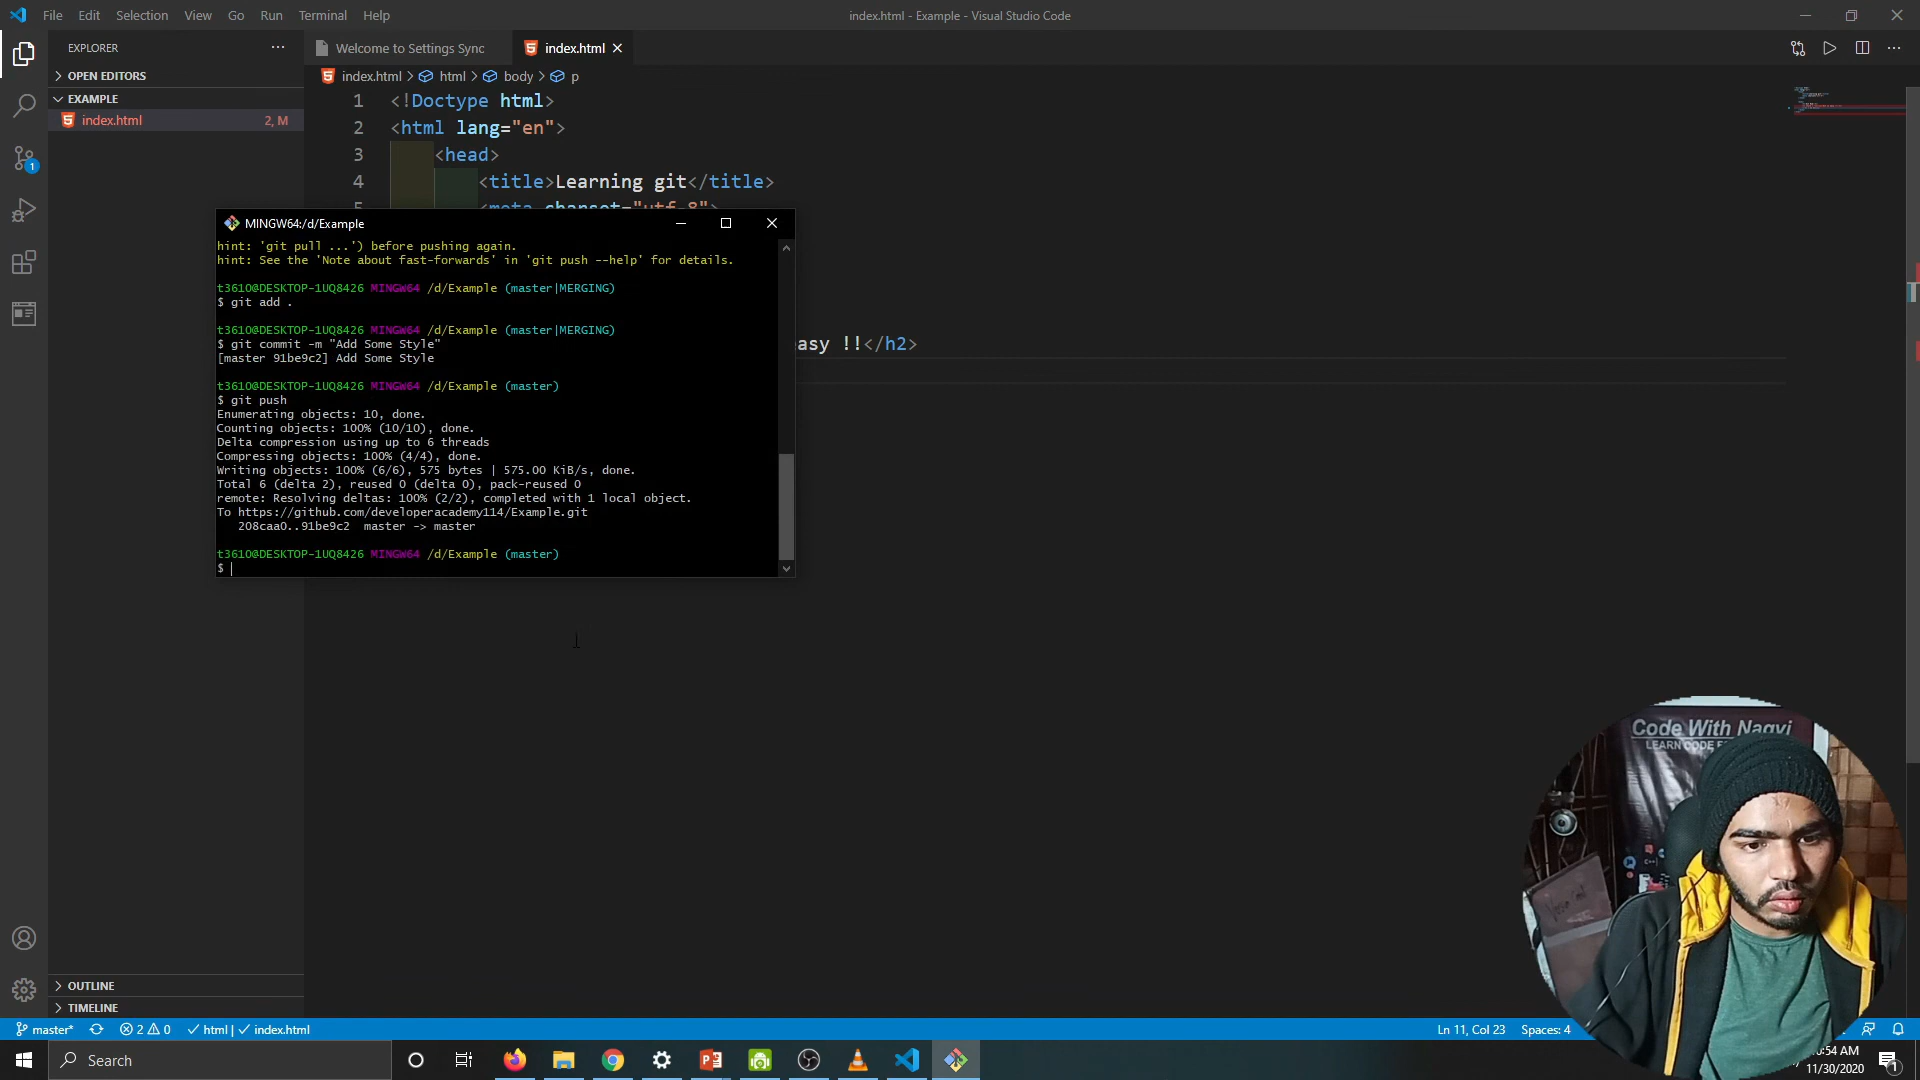 File Edit Selection View Go Run Terminal Help
index.html - Example - Visual Studio Code
EXPLORER
Welcome to Settings Sync
index.html
OPEN EDITORS
index.html > html > body > p
EXAMPLE
index.html 2, M
1 <!Doctype html>
2 <html lang="en">
3 <head>
4 <title>Learning git</title>
5 <meta charset="utf-8">
MINGW64:/d/Example
hint: 'git pull ...') before pushing again.
hint: See the 'Note about fast-forwards' in 'git push --help' for details.
t3610@DESKTOP-1UQ8426 MINGW64 /d/Example (master|MERGING)
$ git add .
t3610@DESKTOP-1UQ8426 MINGW64 /d/Example (master|MERGING)
$ git commit -m "Add Some Style"
[master 91be9c2] Add Some Style
t3610@DESKTOP-1UQ8426 MINGW64 /d/Example (master)
$ git push
Enumerating objects: 10, done.
Counting objects: 100% (10/10), done.
Delta compression using up to 6 threads
Compressing objects: 100% (4/4), done.
Writing objects: 100% (6/6), 575 bytes | 575.00 KiB/s, done.
Total 6 (delta 2), reused 0 (delta 0), pack-reused 0
remote: Resolving deltas: 100% (2/2), completed with 1 local object.
To https://github.com/developeracademy114/Example.git
208caa0..91be9c2 master -> master
t3610@DESKTOP-1UQ8426 MINGW64 /d/Example (master)
$
asy !!</h2>
Code With Naqvi
LEARN CODE
OUTLINE
TIMELINE
master* 2 0 html | index.html
Ln 11, Col 23 Spaces: 4
Search
:54 AM
11/30/2020